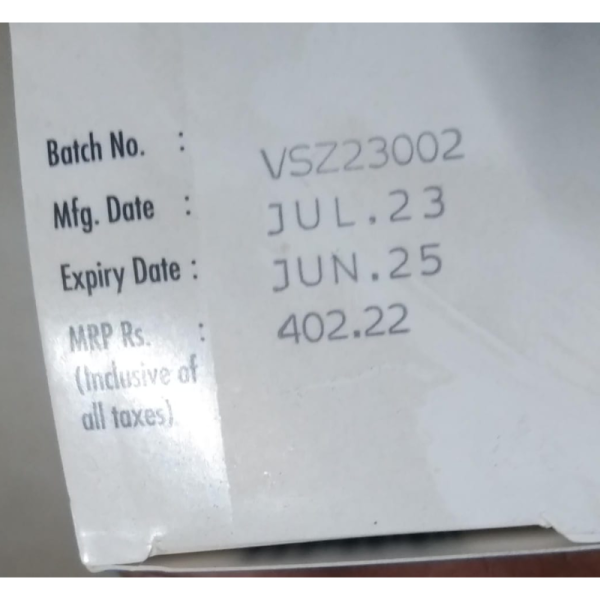 Batch No. : VSZ23002
Mfg. Date : JUL.23
Expiry Date : JUN.25
MRP Rs. : 402.22
(Inclusive of
all taxes)